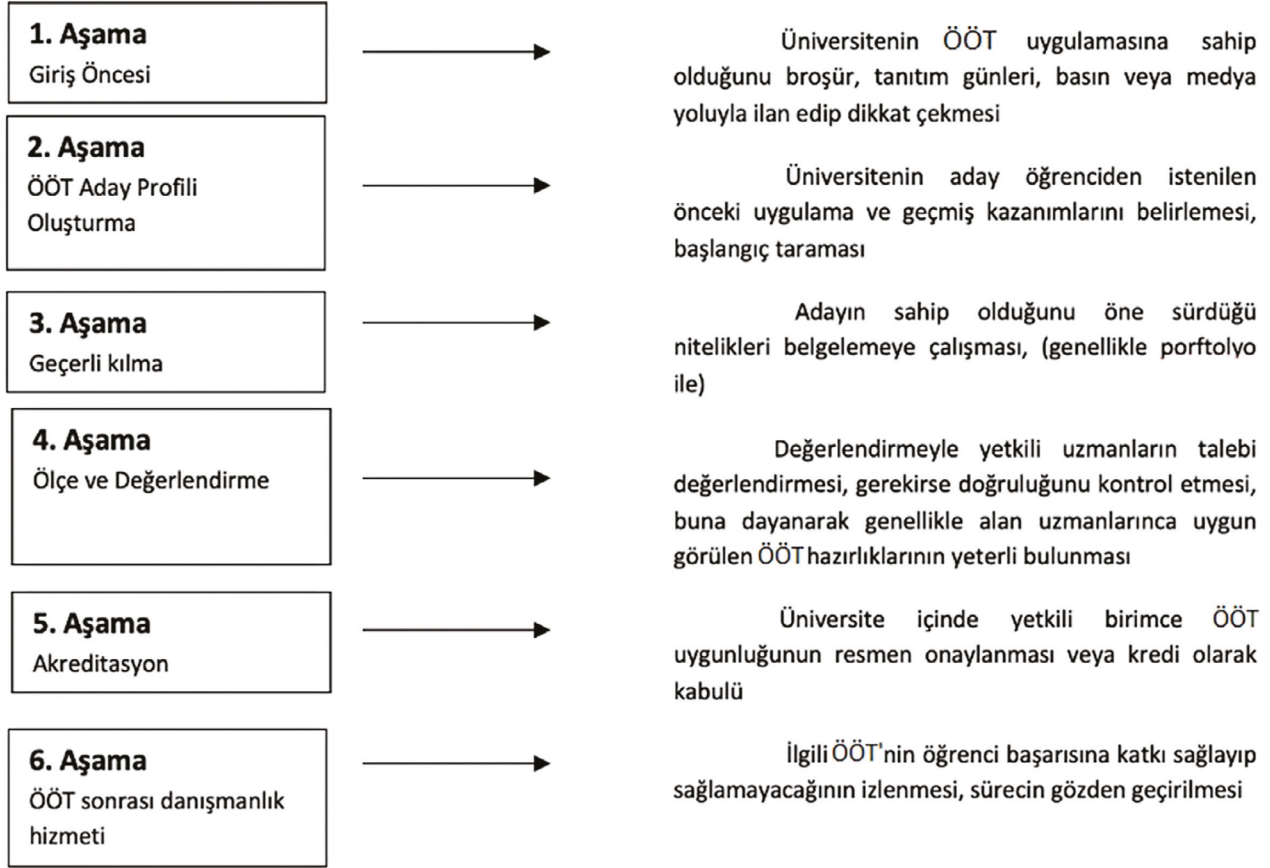 1. Aşama
Giriş Öncesi
Üniversitenin ÖÖT uygulamasına sahip
olduğunu broşür, tanıtım günleri, basın veya medya
yoluyla ilan edip dikkat çekmesi
2. Aşama
ÖÖT Aday Profili
Oluşturma
Üniversitenin aday öğrenciden istenilen
önceki uygulama ve geçmiş kazanımlarını belirlemesi,
başlangıç taraması
3. Aşama
Geçerli kılma
Adayın sahip olduğunu öne sürdüğü
nitelikleri belgelemeye çalışması, (genellikle porftolyo
ile)
4. Aşama
Ölçe ve Değerlendirme
Değerlendirmeyle yetkili uzmanların talebi
değerlendirmesi, gerekirse doğruluğunu kontrol etmesi,
buna dayanarak genellikle alan uzmanlarınca uygun
görülen ÖÖT hazırlıklarının yeterli bulunması
5. Aşama
Akreditasyon
Üniversite içinde yetkili birimce ÖÖT
uygunluğunun resmen onaylanması veya kredi olarak
kabulü
6. Aşama
ÖÖT sonrası danışmanlık
hizmeti
İlgili ÖÖT'nin öğrenci başarısına katkı sağlayıp
sağlamayacağının izlenmesi, sürecin gözden geçirilmesi